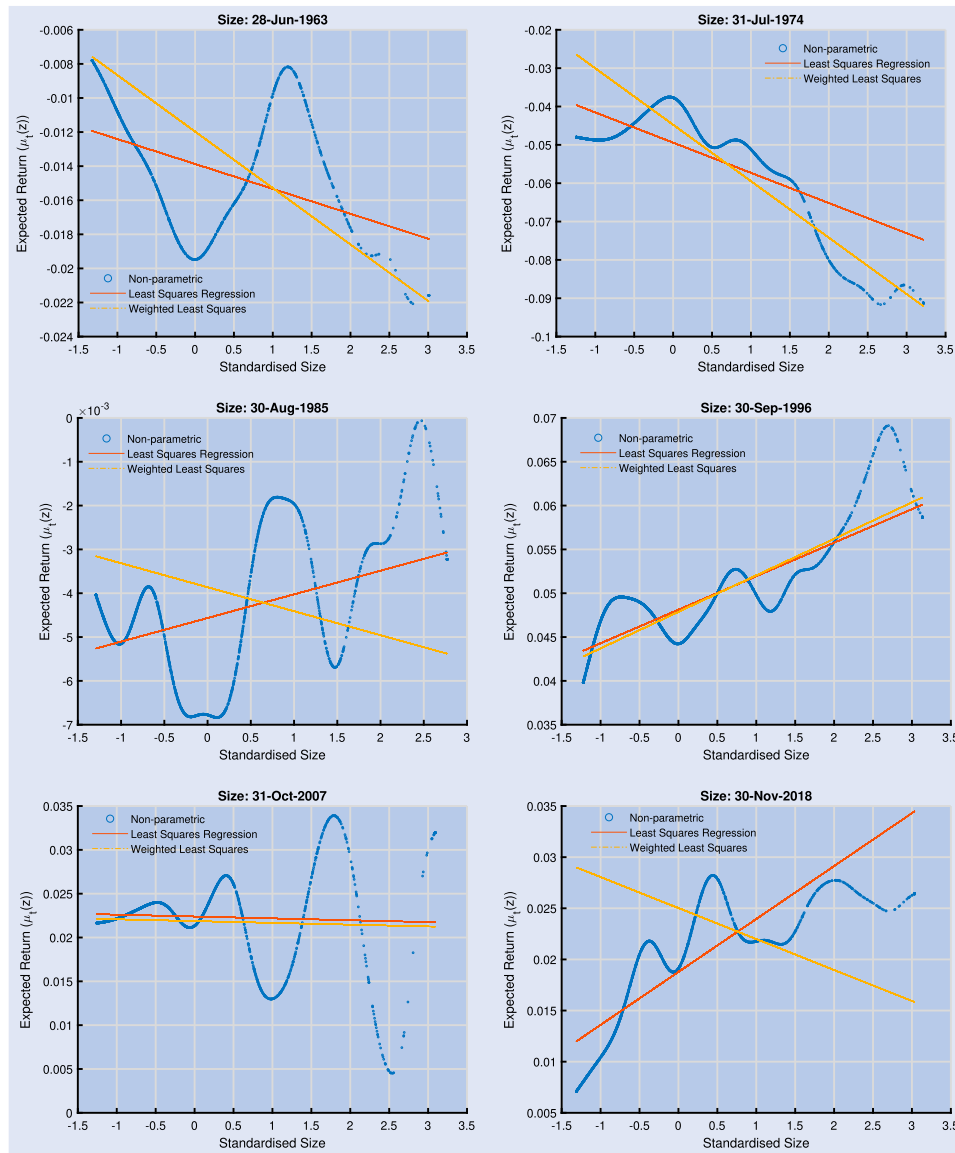 Size: 28-Jun-1963
-0.006
-0.008
-0.01
-0.012
-0.014
-0.016
-0.018
-0.02
-0.022
-0.024
Expected Return (μt(z))
Non-parametric
Least Squares Regression
Weighted Least Squares
-1.5 -1 -0.5 0 0.5 1 1.5 2 2.5 3 3.5
Standardised Size
Size: 31-Jul-1974
-0.02
-0.03
-0.04
-0.05
-0.06
-0.07
-0.08
-0.09
-0.1
Expected Return (μt(z))
Non-parametric
Least Squares Regression
Weighted Least Squares
-1.5 -1 -0.5 0 0.5 1 1.5 2 2.5 3 3.5
Standardised Size
Size: 30-Aug-1985
×10-3
0
-1
-2
-3
-4
-5
-6
-7
Expected Return (μt(z))
Non-parametric
Least Squares Regression
Weighted Least Squares
-1.5 -1 -0.5 0 0.5 1 1.5 2 2.5 3
Standardised Size
Size: 30-Sep-1996
0.07
0.065
0.06
0.055
0.05
0.045
0.04
0.035
Expected Return (μt(z))
Non-parametric
Least Squares Regression
Weighted Least Squares
-1.5 -1 -0.5 0 0.5 1 1.5 2 2.5 3 3.5
Standardised Size
Size: 31-Oct-2007
0.035
0.03
0.025
0.02
0.015
0.01
0.005
0
Expected Return (μt(z))
Non-parametric
Least Squares Regression
Weighted Least Squares
-1.5 -1 -0.5 0 0.5 1 1.5 2 2.5 3 3.5
Standardised Size
Size: 30-Nov-2018
0.035
0.03
0.025
0.02
0.015
0.01
0.005
Expected Return (μt(z))
Non-parametric
Least Squares Regression
Weighted Least Squares
-1.5 -1 -0.5 0 0.5 1 1.5 2 2.5 3 3.5
Standardised Size